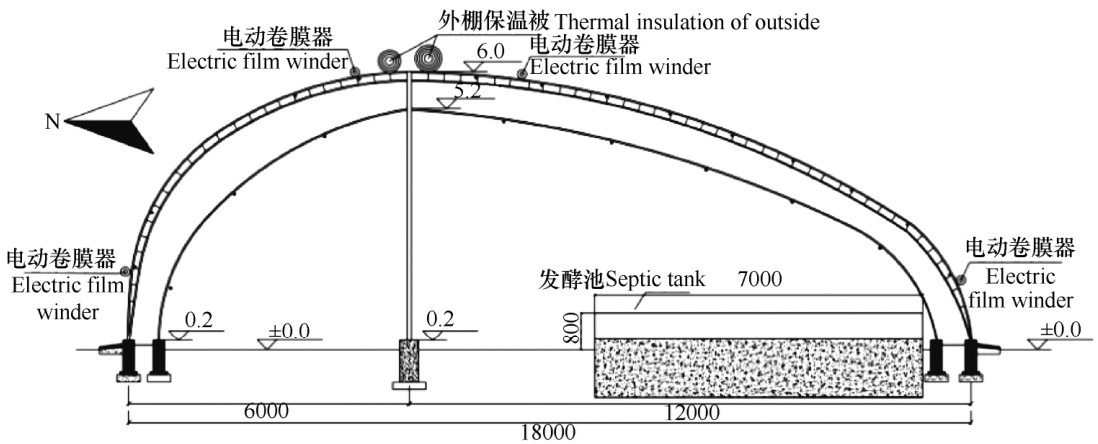 外棚保温被 Thermal insulation of outside
电动卷膜器
Electric film winder
6.0
电动卷膜器
Electric film winder
5.2
N
电动卷膜器
Electric film
winder
电动卷膜器
Electric
film winder
发酵池Septic tank
7000
800
0.2
±0.0
0.2
±0.0
6000
12000
18000